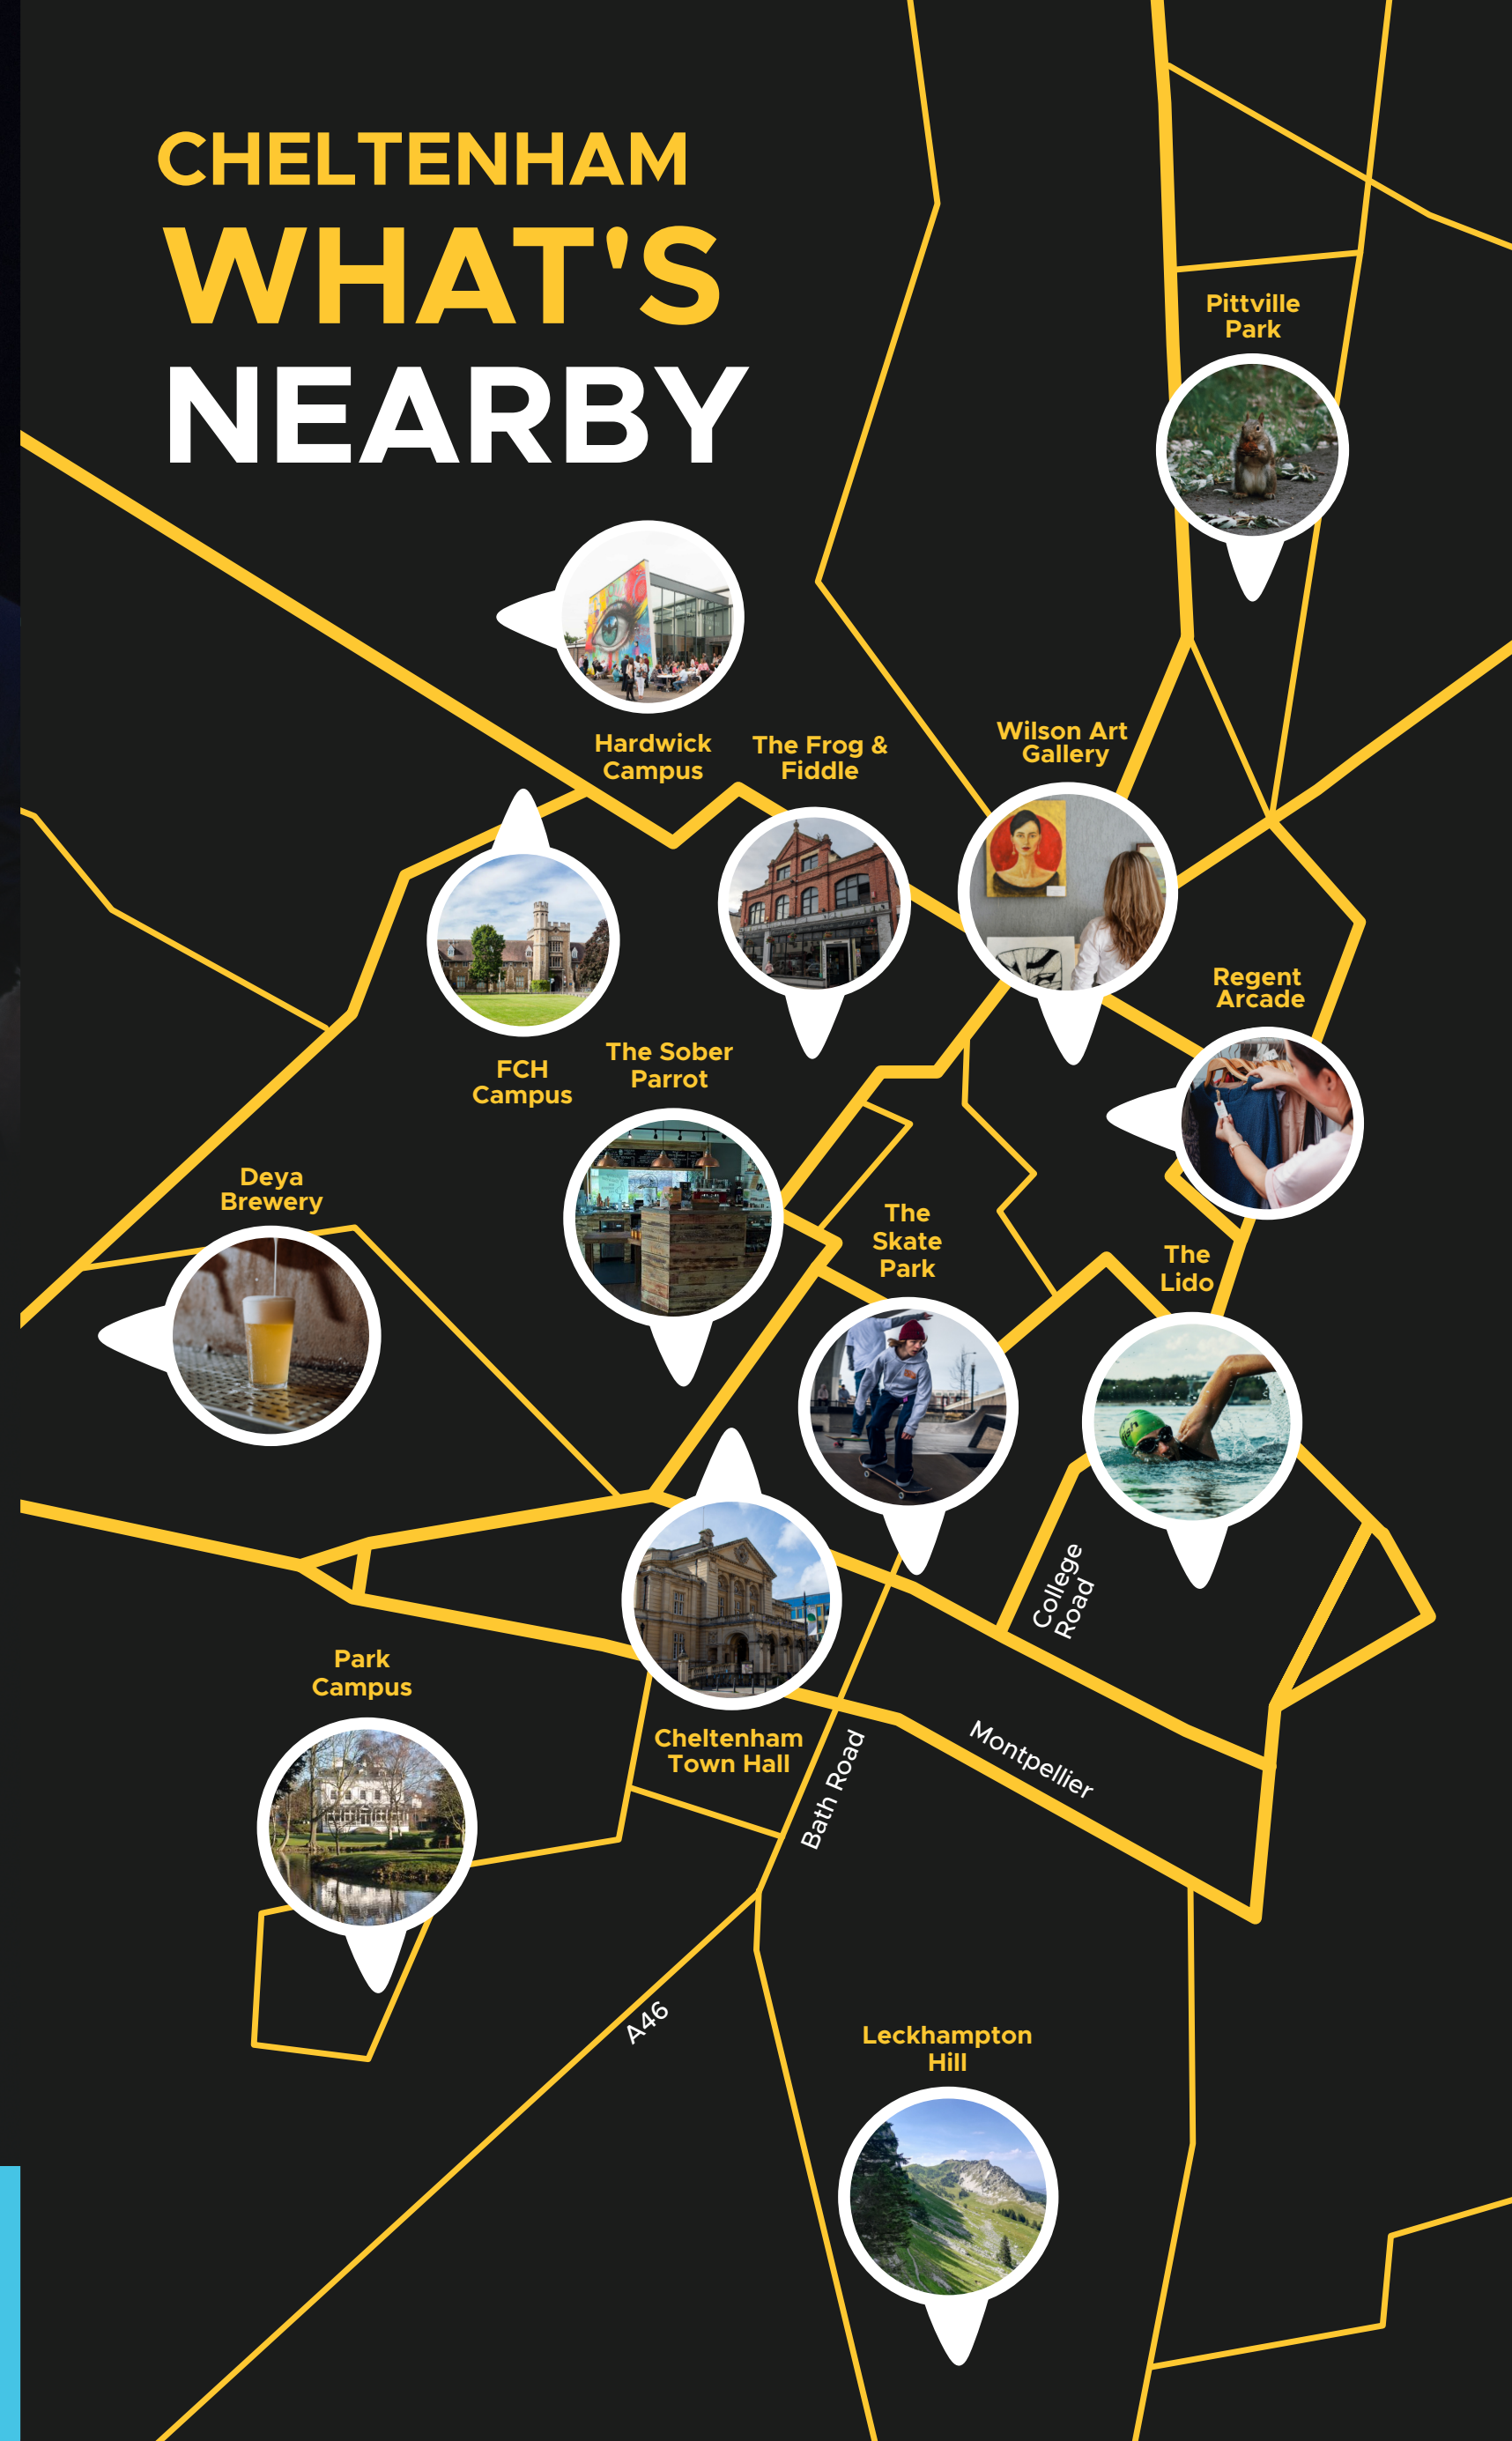 CHELTENHAM
WHAT'S
NEARBY
Pittville
Park
Hardwick
Campus
The Frog &
Fiddle
Wilson Art
Gallery
Regent
Arcade
FCH
Campus
The Sober
Parrot
Deya
Brewery
The
Skate
Park
The
Lido
College
Road
Park
Campus
Cheltenham
Town Hall
Bath Road
Montpellier
A46
Leckhampton
Hill